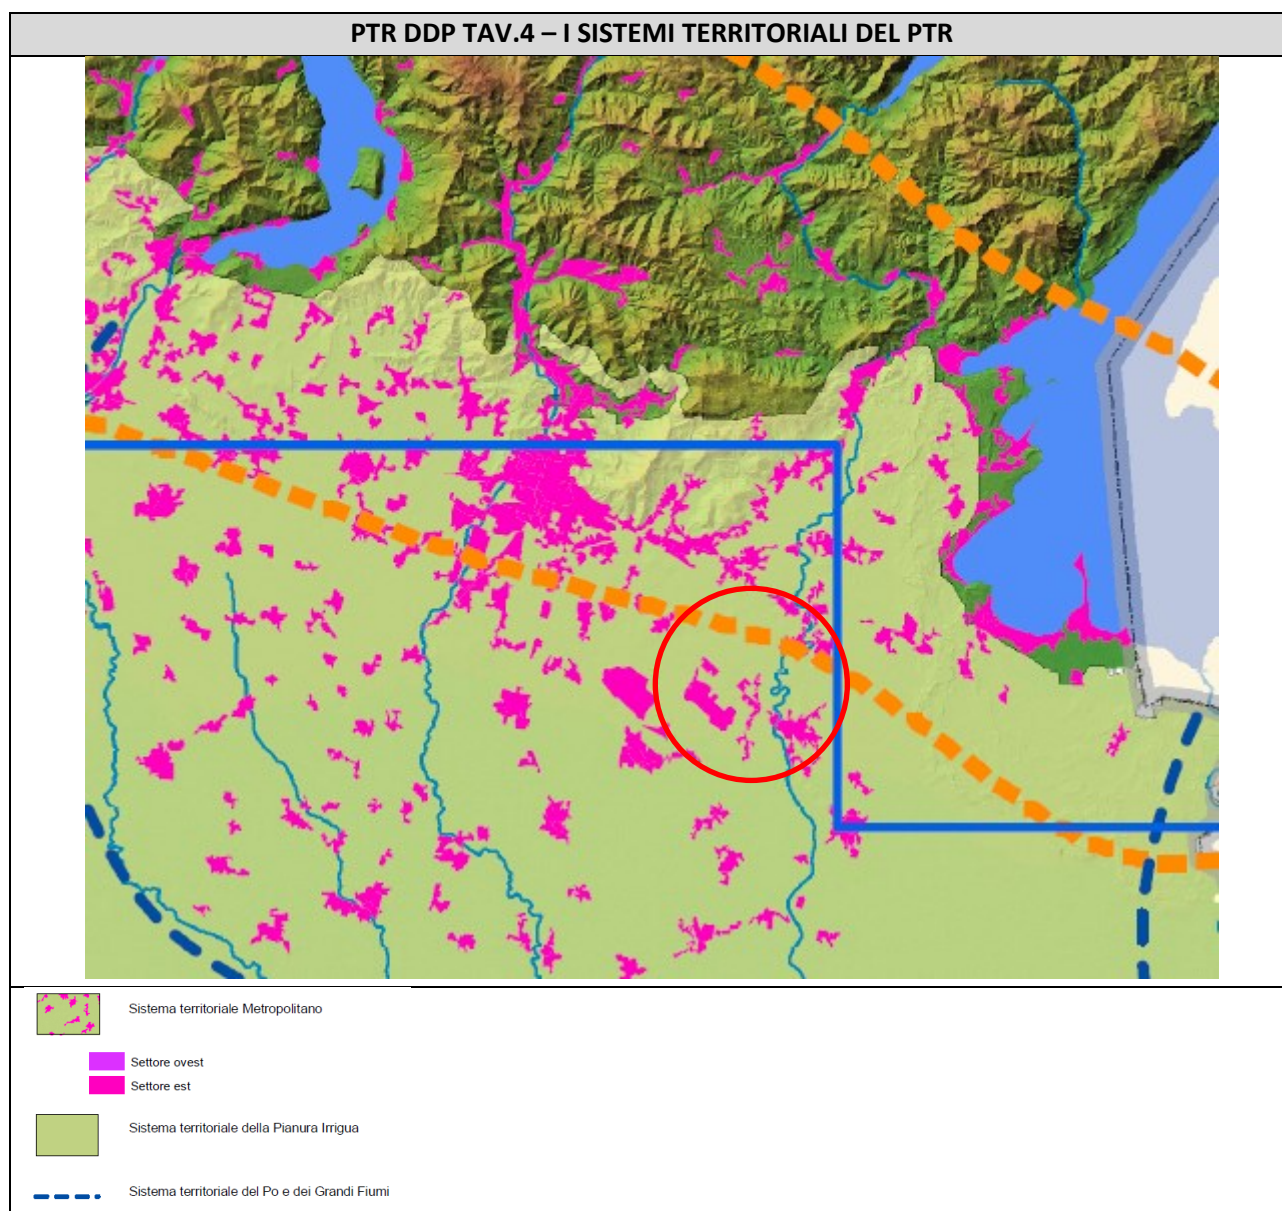 PTR DDP TAV.4 – I SISTEMI TERRITORIALI DEL PTR
Sistema territoriale Metropolitano
Settore ovest
Settore est
Sistema territoriale della Pianura Irrigua
Sistema territoriale del Po e dei Grandi Fiumi